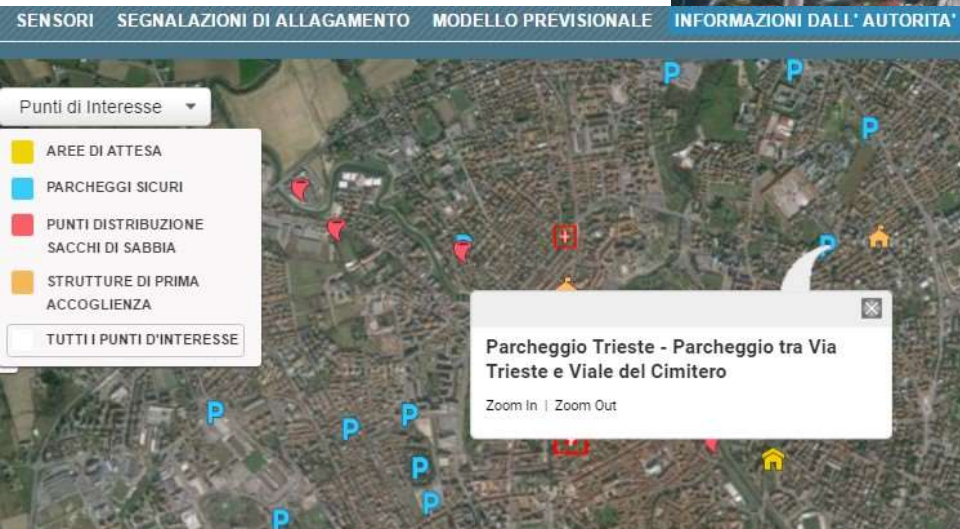 SENSORI SEGNALAZIONI DI ALLAGAMENTO MODELLO PREVISIONALE INFORMAZIONI DALL' AUTORITA'
Punti di Interesse
AREE DI ATTESA
PARCHEGGI SICURI
PUNTI DISTRIBUZIONE
SACCHI DI SABBIA
STRUTTURE DI PRIMA
ACCOGLIENZA
TUTTI I PUNTI D'INTERESSE
P
P
P
P
Parcheggio Trieste - Parcheggio tra Via
Trieste e Viale del Cimitero
Zoom In | Zoom Out
P
P
P
P
P
P